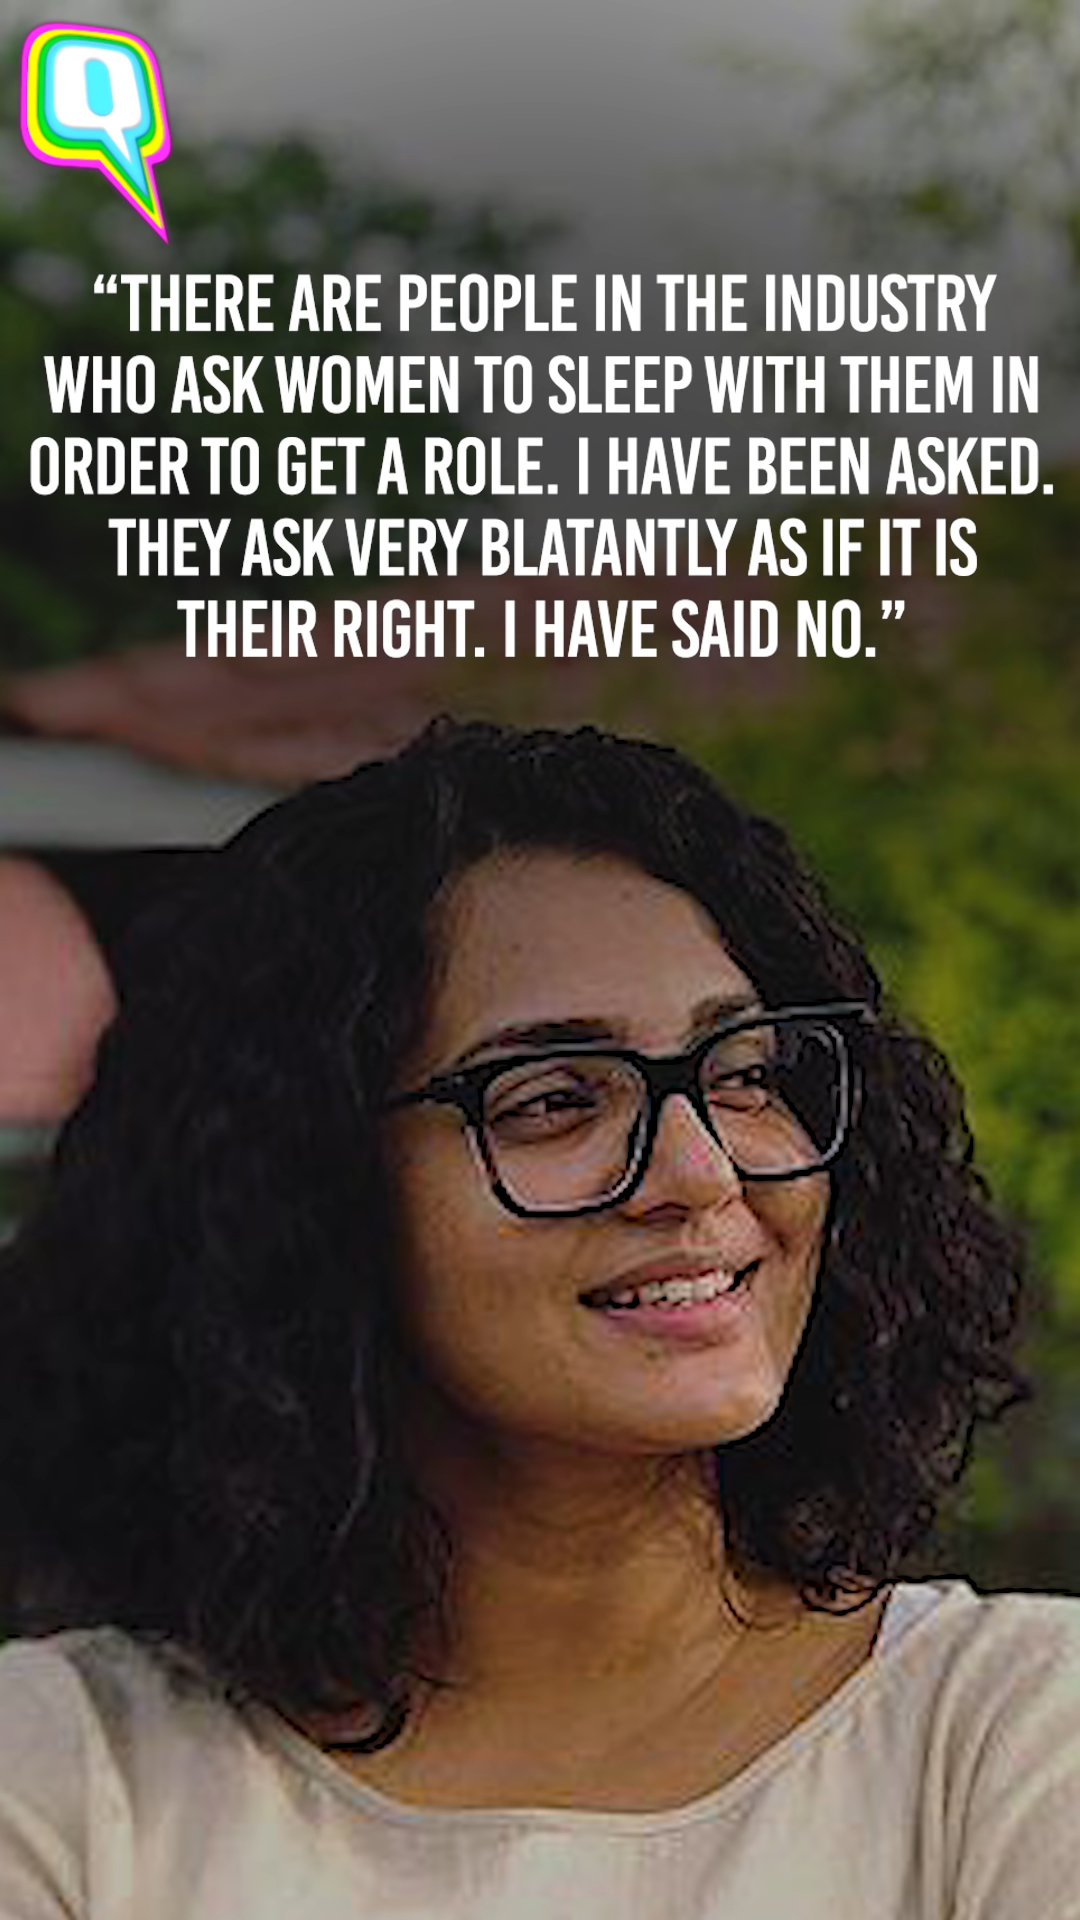 Q
“THERE ARE PEOPLE IN THE INDUSTRY
WHO ASK WOMEN TO SLEEP WITH THEM IN
ORDER TO GET A ROLE. I HAVE BEEN ASKED.
THEY ASK VERY BLATANTLY AS IF IT IS
THEIR RIGHT. I HAVE SAID NO.”